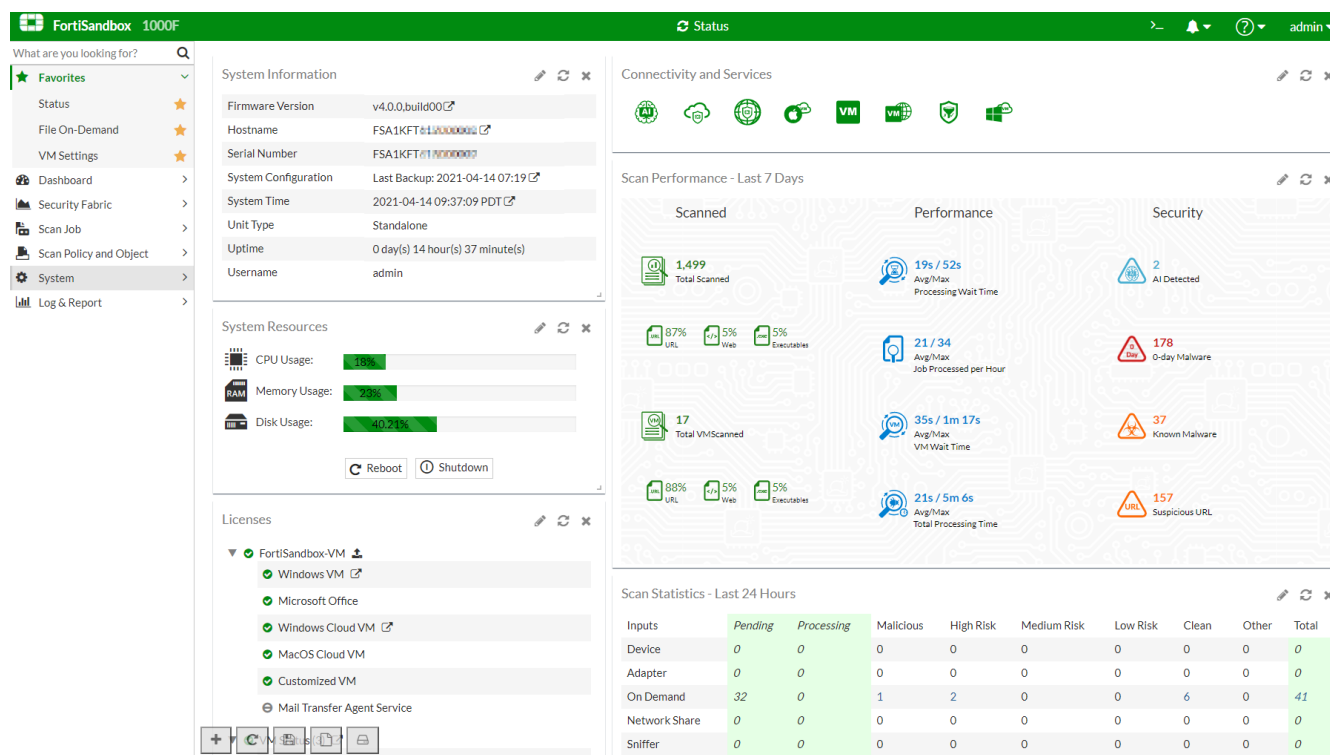 FortiSandbox 1000F
Status
>_
admin
What are you looking for?
Favorites
Status
File On-Demand
VM Settings
Dashboard
Security Fabric
Scan Job
Scan Policy and Object
System
Log & Report
System Information
Firmware Version v4.0.0,build00
Hostname FSA1KFT
Serial Number FSA1KFT
System Configuration Last Backup: 2021-04-14 07:19
System Time 2021-04-14 09:37:09 PDT
Unit Type Standalone
Uptime 0 day(s) 14 hour(s) 37 minute(s)
Username admin
System Resources
CPU Usage: 18%
RAM
Memory Usage: 23%
Disk Usage: 40.21%
Reboot Shutdown
Licenses
FortiSandbox-VM
Windows VM
Microsoft Office
Windows Cloud VM
MacOS Cloud VM
Customized VM
Mail Transfer Agent Service
Connectivity and Services
AI
VM
VM
Scan Performance - Last 7 Days
Scanned Performance Security
1,499
Total Scanned
87%
URL
5%
Web
5%
Executables
17
Total VMScanned
88%
URL
5%
Web
5%
Executables
19s / 52s
Avg/Max
Processing Wait Time
21 / 34
Avg/Max
Job Processed per Hour
35s / 1m 17s
Avg/Max
VM Wait Time
21s / 5m 6s
Avg/Max
Total Processing Time
2
AI Detected
0
Day
178
0-day Malware
37
Known Malware
URL
157
Suspicious URL
Scan Statistics - Last 24 Hours
Inputs Pending Processing Malicious High Risk Medium Risk Low Risk Clean Other Total
Device 0 0 0 0 0 0 0 0 0
Adapter 0 0 0 0 0 0 0 0 0
On Demand 32 0 1 2 0 0 6 0 41
Network Share 0 0 0 0 0 0 0 0 0
Sniffer 0 0 0 0 0 0 0 0 0